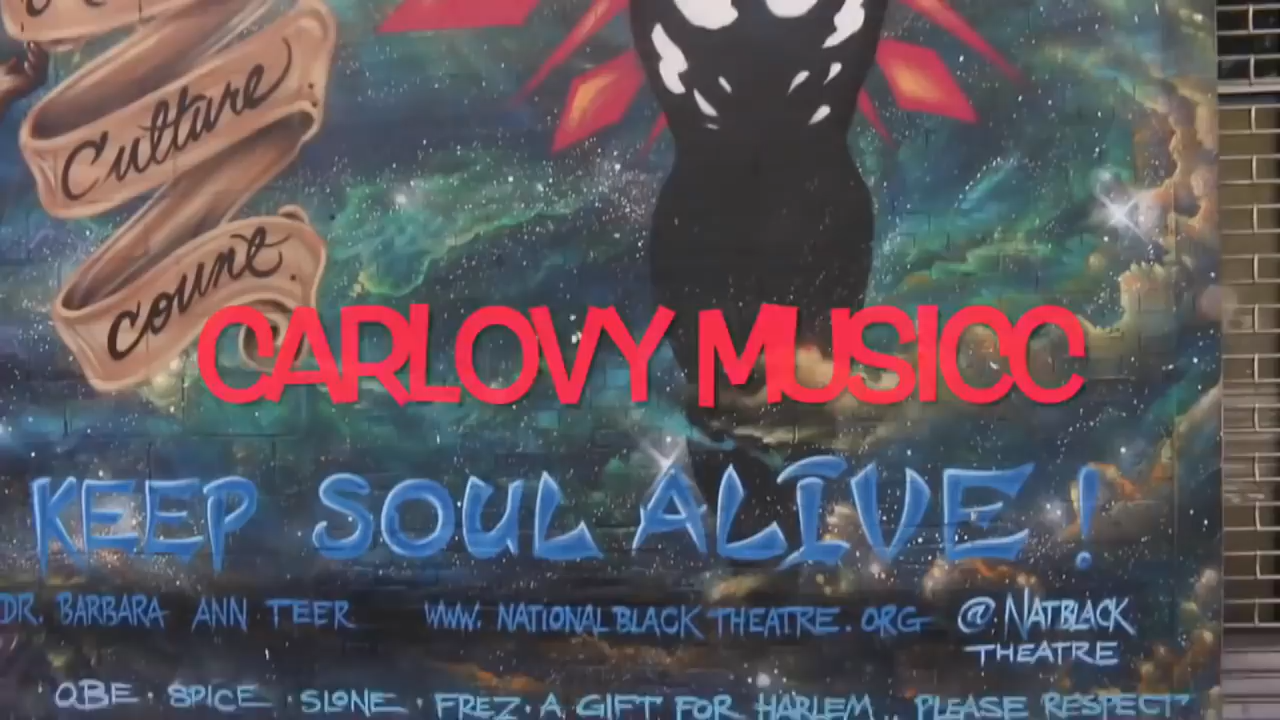 Culture
count.
CARLOVY MUSICC
KEEP SOUL ALIVE!
DR. BARBARA ANN TEER WWW.NATIONALBLACKTHEATRE.ORG @NATBLACK
THEATRE
OBE · SPICE · SLONE · FREZ · A GIFT FOR HARLEM.. PLEASE RESPECT